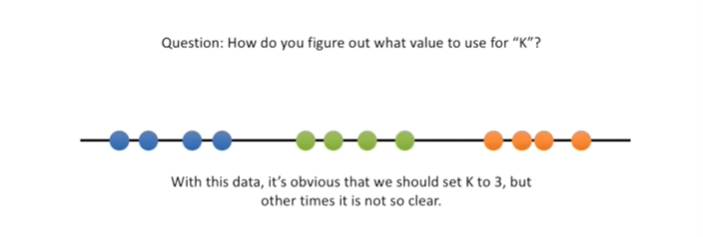 Question: How do you figure out what value to use for “K”?
With this data, it’s obvious that we should set K to 3, but
other times it is not so clear.